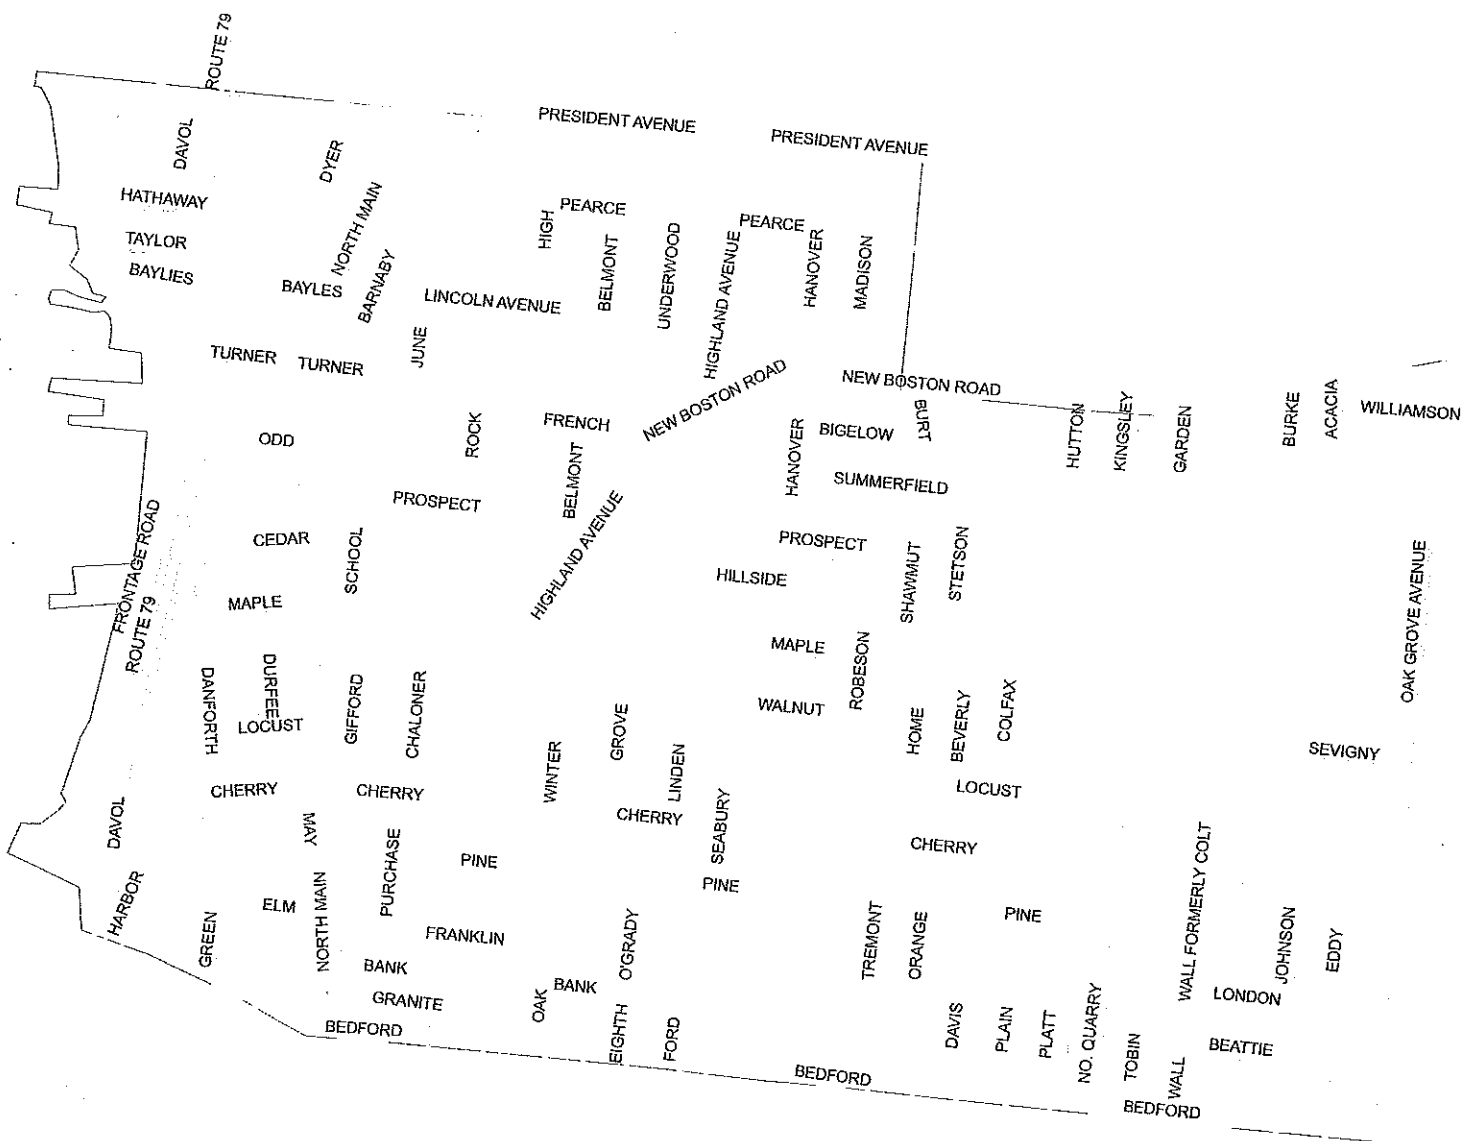 ROUTE 79
PRESIDENT AVENUE
PRESIDENT AVENUE
DAVOL
DYER
HATHAWAY
NORTH MAIN
HIGH
PEARCE
PEARCE
TAYLOR
BAYLIES
BAYLES
BARNABY
LINCOLN AVENUE
BELMONT
UNDERWOOD
HIGHLAND AVENUE
HANOVER
MADISON
TURNER
TURNER
JUNE
NEW BOSTON ROAD
NEW BOSTON ROAD
ODD
ROCK
FRENCH
BELMONT
HANOVER
BIGELOW
BURT
HUTTON
KINGSLEY
GARDEN
BURKE
ACACIA
WILLIAMSON
PROSPECT
SUMMERFIELD
FRONTAGE ROAD
ROUTE 79
CEDAR
SCHOOL
HIGHLAND AVENUE
PROSPECT
HILLSIDE
SHAWMUT
STETSON
OAK GROVE AVENUE
MAPLE
MAPLE
ROBESON
DANFORTH
DURFEE
LOCUST
GIFFORD
CHALONER
GROVE
WALNUT
HOME
BEVERLY
COLFAX
SEVIGNY
WINTER
LINDEN
CHERRY
CHERRY
CHERRY
SEABURY
LOCUST
DAVOL
MAY
PURCHASE
PINE
PINE
CHERRY
WALL FORMERLY COLT
HARBOR
GREEN
ELM
NORTH MAIN
FRANKLIN
O'GRADY
TREMONT
ORANGE
PINE
JOHNSON
EDDY
BANK
BANK
GRANITE
OAK
LONDON
BEDFORD
EIGHTH
FORD
DAVIS
PLAIN
PLATT
NO. QUARRY
TOBIN
WALL
BEATTIE
BEDFORD
BEDFORD